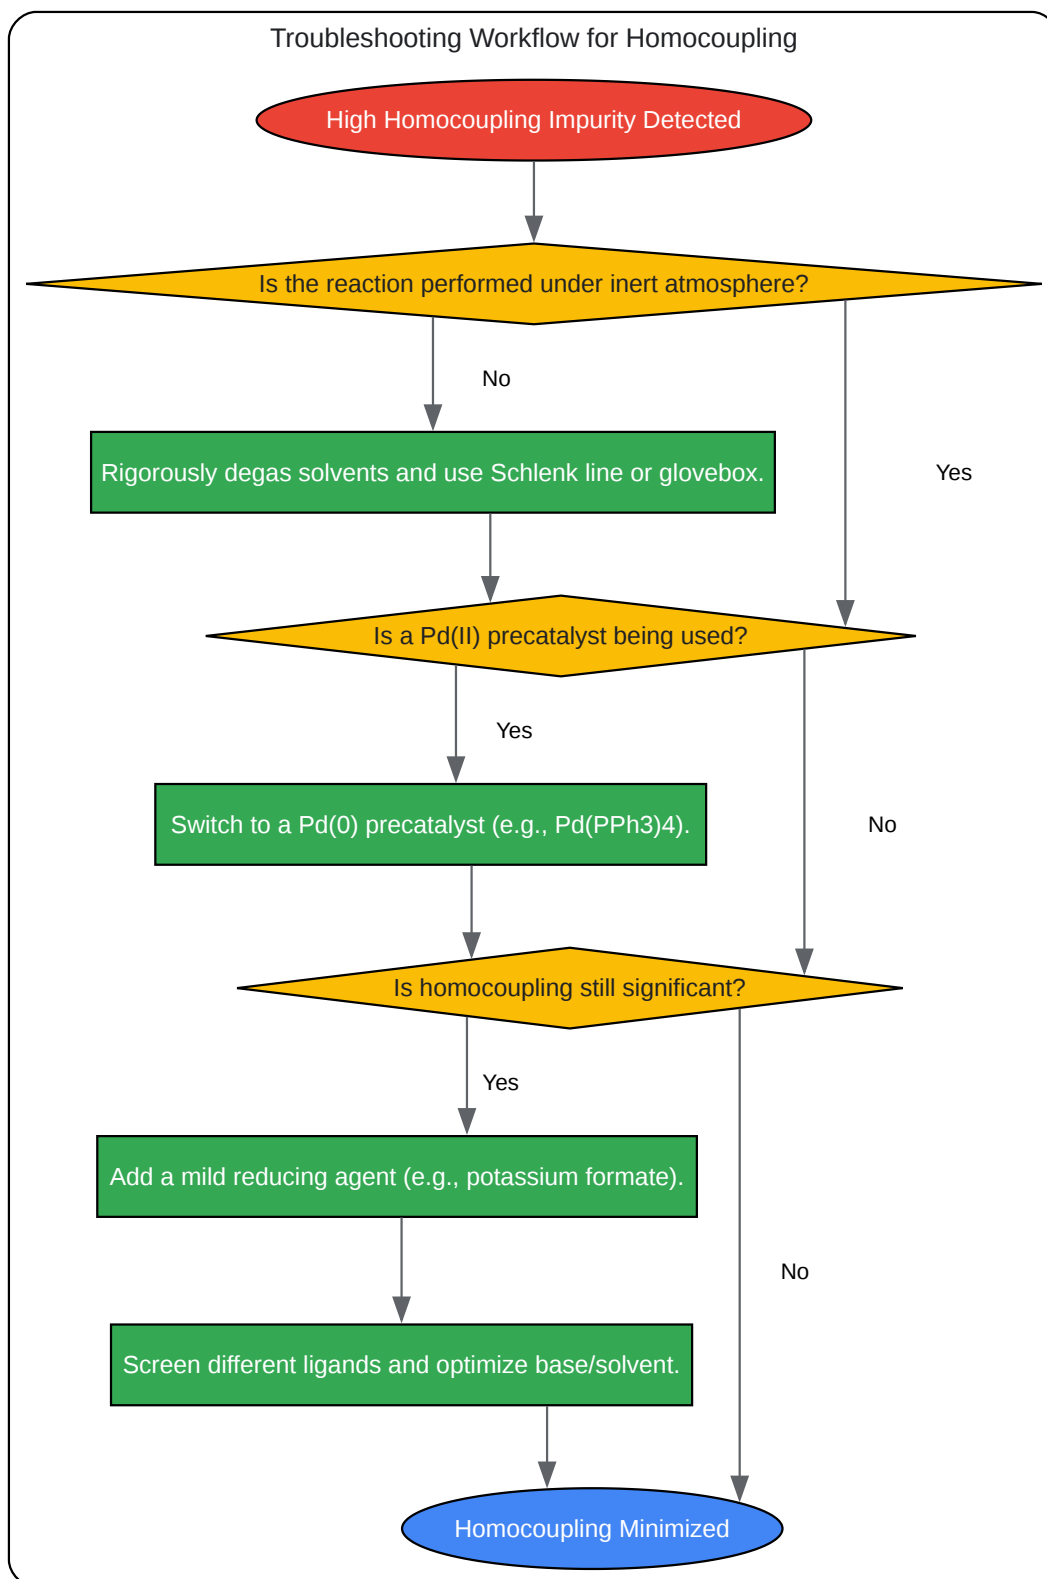 Troubleshooting Workflow for Homocoupling
High Homocoupling Impurity Detected
Is the reaction performed under inert atmosphere?
No
Rigorously degas solvents and use Schlenk line or glovebox.
Yes
Is a Pd(II) precatalyst being used?
Yes
Switch to a Pd(0) precatalyst (e.g., Pd(PPh3)4).
No
Is homocoupling still significant?
Yes
Add a mild reducing agent (e.g., potassium formate).
No
Screen different ligands and optimize base/solvent.
Homocoupling Minimized